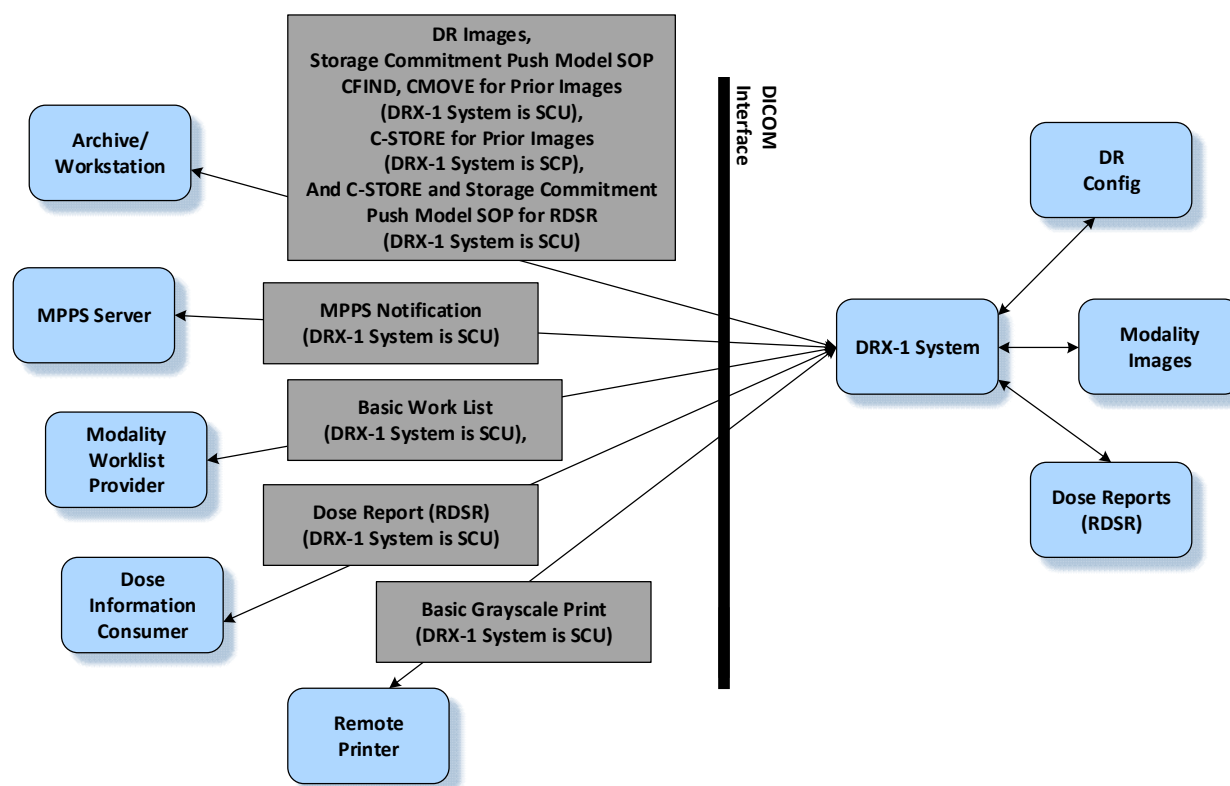 DR Images,
Storage Commitment Push Model SOP
CFIND, CMOVE for Prior Images
(DRX-1 System is SCU),
C-STORE for Prior Images
(DRX-1 System is SCP),
And C-STORE and Storage Commitment
Push Model SOP for RDSR
(DRX-1 System is SCU)
DICOM
Interface
Archive/
Workstation
DR
Config
MPPS Server
MPPS Notification
(DRX-1 System is SCU)
DRX-1 System
Modality
Images
Basic Work List
(DRX-1 System is SCU),
Modality
Worklist
Provider
Dose Reports
(RDSR)
Dose Report (RDSR)
(DRX-1 System is SCU)
Dose
Information
Consumer
Basic Grayscale Print
(DRX-1 System is SCU)
Remote
Printer